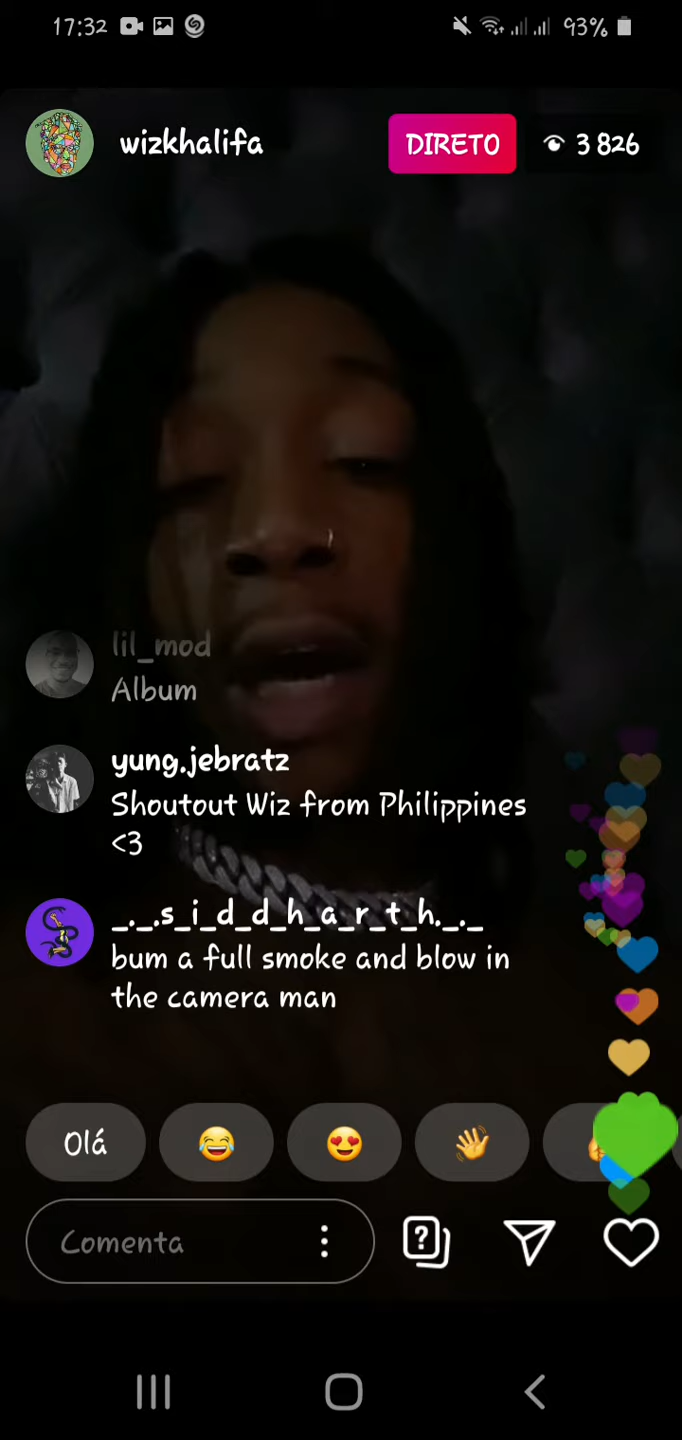 17:32 93%
wizkhalifa DIRETO 3 826
lil_mod
Album
yung.jebratz
Shoutout Wiz from Philippines
<3
_._.s_i_d_d_h_a_r_t_h._._
bum a full smoke and blow in
the camera man
Olá
Comenta